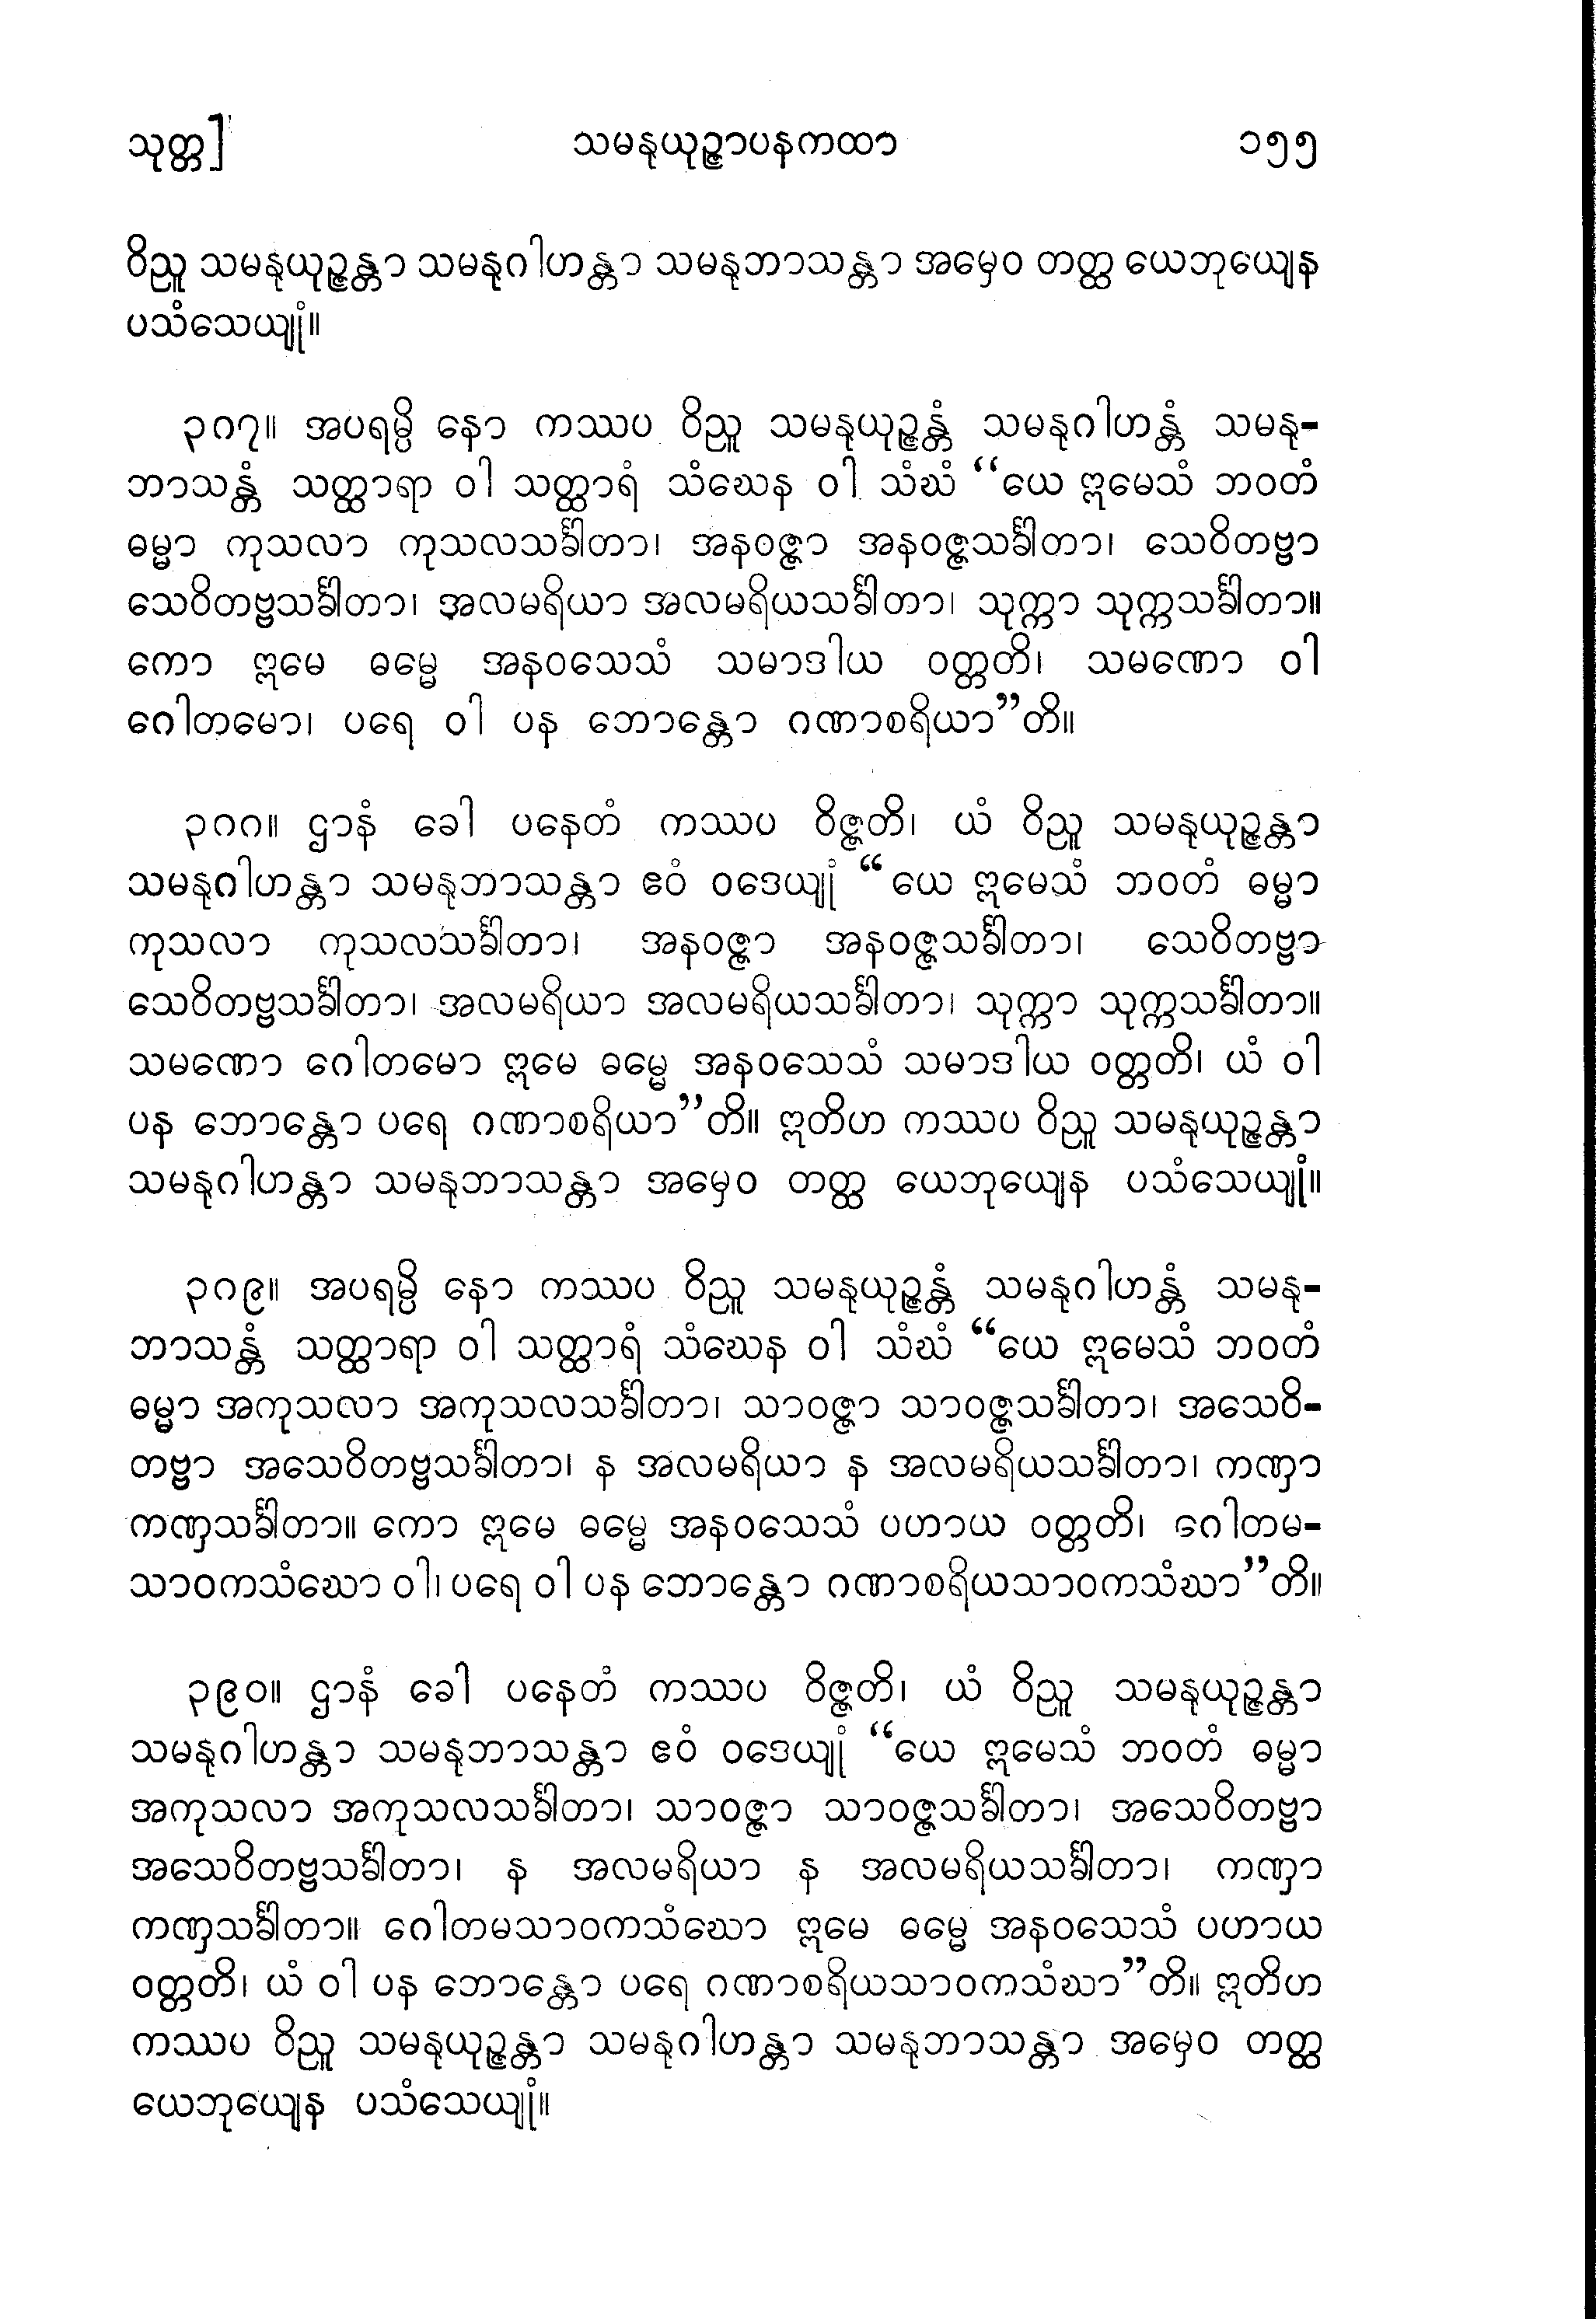 သုတ္တ] သမနုယုဉ္ဇာပနကထာ ၁၅၅
ဝိညူ သမနုယုဉ္ဇန္တာ သမနုဂါဟန္တာ သမနုဘာသန္တာ အမှေဝ တတ္ထ ယေဘုယျေန
ပသံသေယျုံ။
၃၈၇။ အပရမ္ပိ နော ကဿပ ဝိညူ သမနုယုဉ္ဇန္တံ သမနုဂါဟန္တံ သမနု-
ဘာသန္တံ သတ္ထာရာ ဝါ သတ္ထာရံ သံဃေန ဝါ သံဃံ “ယေ ဣမေသံ ဘဝတံ
ဓမ္မာ ကုသလာ ကုသလသင်္ခါတာ၊ အနဝဇ္ဇာ အနဝဇ္ဇသင်္ခါတာ၊ သေဝိတဗ္ဗာ
သေဝိတဗ္ဗသင်္ခါတာ၊ အလမရိယာ အလမရိယသင်္ခါတာ၊ သုက္ကာ သုက္ကသင်္ခါတာ။
ကော ဣမေ ဓမ္မေ အနဝသေသံ သမာဒါယ ဝတ္တတိ၊ သမဏော ဝါ
ဂေါတမော၊ ပရေ ဝါ ပန ဘောန္တော ဂဏာစရိယာ”တိ။
၃၈၈။ ဌာနံ ခေါ ပနေတံ ကဿပ ဝိဇ္ဇတိ၊ ယံ ဝိညူ သမနုယုဉ္ဇန္တာ
သမနုဂါဟန္တာ သမနုဘာသန္တာ ဧဝံ ဝဒေယျုံ “ယေ ဣမေသံ ဘဝတံ ဓမ္မာ
ကုသလာ ကုသလသင်္ခါတာ၊ အနဝဇ္ဇာ အနဝဇ္ဇသင်္ခါတာ၊ သေဝိတဗ္ဗာ
သေဝိတဗ္ဗသင်္ခါတာ၊ အလမရိယာ အလမရိယသင်္ခါတာ၊ သုက္ကာ သုက္ကသင်္ခါတာ။
သမဏော ဂေါတမော ဣမေ ဓမ္မေ အနဝသေသံ သမာဒါယ ဝတ္တတိ၊ ယံ ဝါ
ပန ဘောန္တော ပရေ ဂဏာစရိယာ”တိ။ ဣတိဟ ကဿပ ဝိညူ သမနုယုဉ္ဇန္တာ
သမနုဂါဟန္တာ သမနုဘာသန္တာ အမှေဝ တတ္ထ ယေဘုယျေန ပသံသေယျုံ။
၃၈၉။ အပရမ္ပိ နော ကဿပ ဝိညူ သမနုယုဉ္ဇန္တံ သမနုဂါဟန္တံ သမနု-
ဘာသန္တံ သတ္ထာရာ ဝါ သတ္ထာရံ သံဃေန ဝါ သံဃံ “ယေ ဣမေသံ ဘဝတံ
ဓမ္မာ အကုသလာ အကုသလသင်္ခါတာ၊ သာဝဇ္ဇာ သာဝဇ္ဇသင်္ခါတာ၊ အသေဝိ-
တဗ္ဗာ အသေဝိတဗ္ဗသင်္ခါတာ၊ န အလမရိယာ န အလမရိယသင်္ခါတာ၊ ကဏှာ
ကဏှသင်္ခါတာ။ ကော ဣမေ ဓမ္မေ အနဝသေသံ ပဟာယ ဝတ္တတိ၊ ဂေါတမ-
သာဝကသံဃော ဝါ၊ ပရေ ဝါ ပန ဘောန္တော ဂဏာစရိယသာဝကသံဃာ”တိ။
၃၉၀။ ဌာနံ ခေါ ပနေတံ ကဿပ ဝိဇ္ဇတိ၊ ယံ ဝိညူ သမနုယုဉ္ဇန္တာ
သမနုဂါဟန္တာ သမနုဘာသန္တာ ဧဝံ ဝဒေယျုံ “ယေ ဣမေသံ ဘဝတံ ဓမ္မာ
အကုသလာ အကုသလသင်္ခါတာ၊ သာဝဇ္ဇာ သာဝဇ္ဇသင်္ခါတာ၊ အသေဝိတဗ္ဗာ
အသေဝိတဗ္ဗသင်္ခါတာ၊ န အလမရိယာ န အလမရိယသင်္ခါတာ၊ ကဏှာ
ကဏှသင်္ခါတာ။ ဂေါတမသာဝကသံဃော ဣမေ ဓမ္မေ အနဝသေသံ ပဟာယ
ဝတ္တတိ၊ ယံ ဝါ ပန ဘောန္တော ပရေ ဂဏာစရိယသာဝကသံဃာ”တိ။ ဣတိဟ
ကဿပ ဝိညူ သမနုယုဉ္ဇန္တာ သမနုဂါဟန္တာ သမနုဘာသန္တာ အမှေဝ တတ္ထ
ယေဘုယျေန ပသံသေယျုံ။